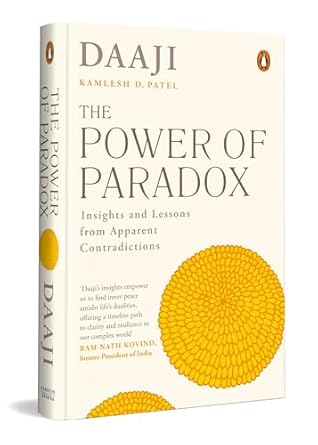 DAAJI
KAMLESH D. PATEL
THE
POWER OF
PARADOX
Insights and Lessons
from Apparent
Contradictions
'Daaji's insights empower
us to find inner peace
amidst life's dualities,
offering a timeless path
to clarity and resilience in
our complex world'
RAM NATH KOVIND,
former President of India
THE POWER
OF PARADOX
DAAJI